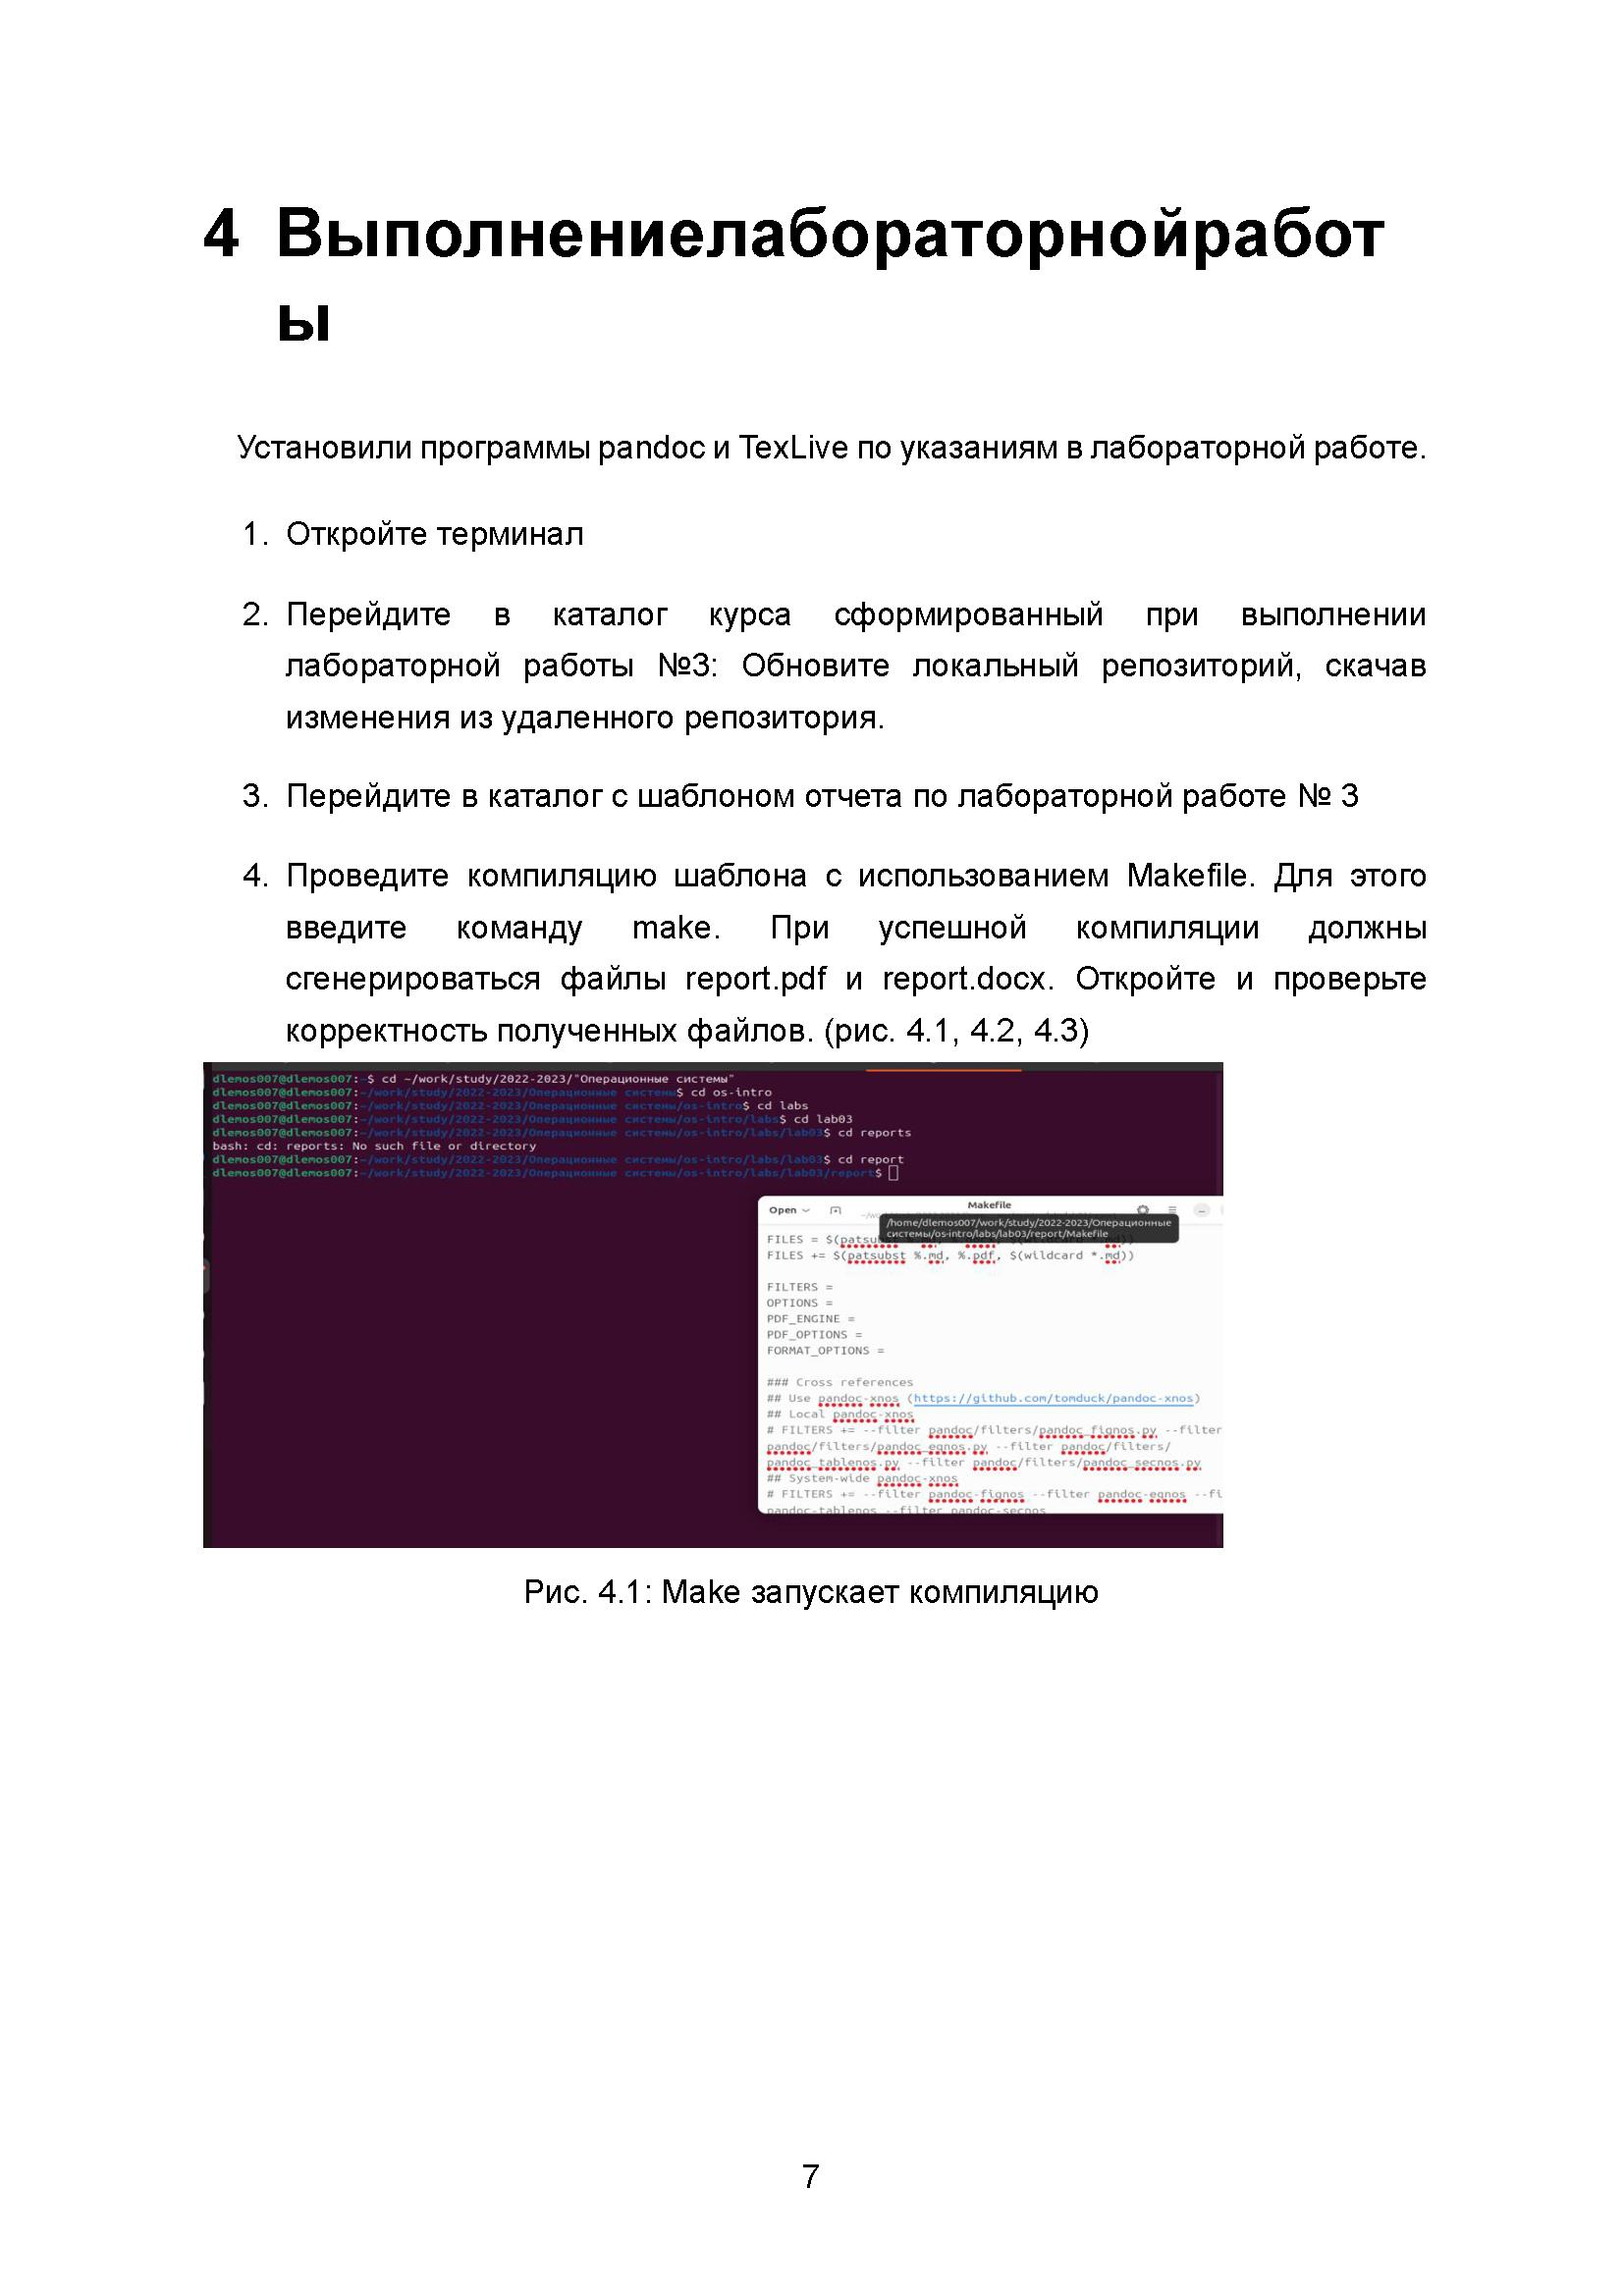 4 Выполнениелабораторнойработ
ы
Установили программы pandoc и TexLive по указаниям в лабораторной работе.
1. Откройте терминал
2. Перейдите в каталог курса сформированный при выполнении
лабораторной работы №3: Обновите локальный репозиторий, скачав
изменения из удаленного репозитория.
3. Перейдите в каталог с шаблоном отчета по лабораторной работе № 3
4. Проведите компиляцию шаблона с использованием Makefile. Для этого
введите команду make. При успешной компиляции должны
сгенерироваться файлы report.pdf и report.docx. Откройте и проверьте
корректность полученных файлов. (рис. 4.1, 4.2, 4.3)
dlemos007@dlemos007:~$ cd ~/work/study/2022-2023/"Операционные системы"
dlemos007@dlemos007:~/work/study/2022-2023/Операционные системы$ cd os-intro
dlemos007@dlemos007:~/work/study/2022-2023/Операционные системы/os-intro$ cd labs
dlemos007@dlemos007:~/work/study/2022-2023/Операционные системы/os-intro/labs$ cd lab03
dlemos007@dlemos007:~/work/study/2022-2023/Операционные системы/os-intro/labs/lab03$ cd reports
bash: cd: reports: No such file or directory
dlemos007@dlemos007:~/work/study/2022-2023/Операционные системы/os-intro/labs/lab03$ cd report
dlemos007@dlemos007:~/work/study/2022-2023/Операционные системы/os-intro/labs/lab03/report$
Open Makefile
/home/dlemos007/work/study/2022-2023/Операционные
системы/os-intro/labs/lab03/report/Makefile
FILES = $(patsu
FILES += $(patsubst %.md, %.pdf, $(wildcard *.md))
FILTERS =
OPTIONS =
PDF_ENGINE =
PDF_OPTIONS =
FORMAT_OPTIONS =
### Cross references
## Use pandoc-xnos (https://github.com/tomduck/pandoc-xnos)
## Local pandoc-xnos
# FILTERS += --filter pandoc/filters/pandoc_fignos.py --filter
pandoc/filters/pandoc_eqnos.py --filter pandoc/filters/
pandoc_tablenos.py --filter pandoc/filters/pandoc_secnos.py
## System-wide pandoc-xnos
# FILTERS += --filter pandoc-fignos --filter pandoc-eqnos --fi
pandoc-tablenos --filter pandoc-secnos
Рис. 4.1: Make запускает компиляцию
7